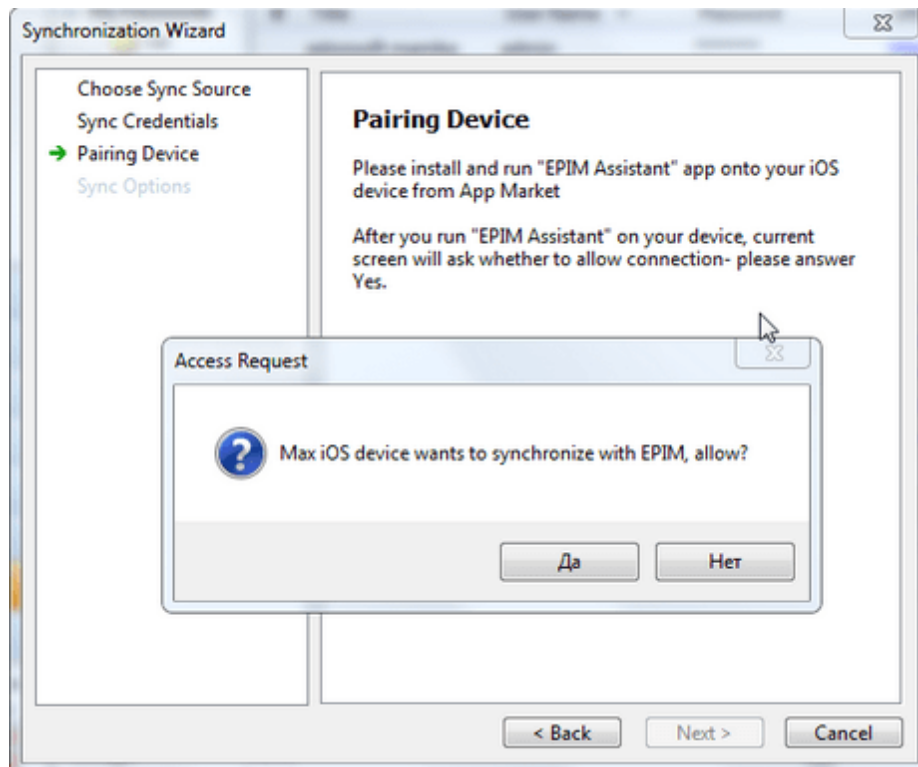 Synchronization Wizard
Choose Sync Source
Sync Credentials
Pairing Device
Sync Options
Pairing Device
Please install and run "EPIM Assistant" app onto your iOS
device from App Market
After you run "EPIM Assistant" on your device, current
screen will ask whether to allow connection- please answer
Yes.
Access Request
Max iOS device wants to synchronize with EPIM, allow?
Да
Нет
< Back
Next >
Cancel